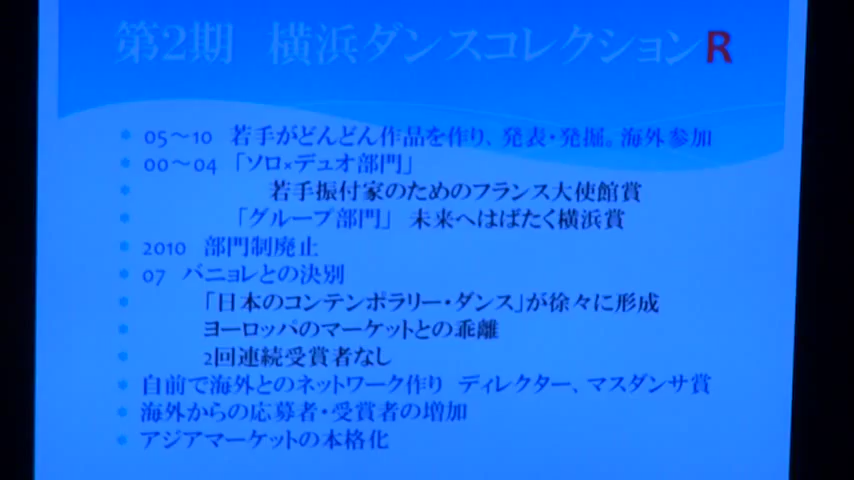 第2期　横浜ダンスコレクションR
05～10　若手がどんどん作品を作り、発表・発掘。海外参加
00～04　「ソロ×デュオ部門」
若手振付家のためのフランス大使館賞
「グループ部門」　未来へはばたく横浜賞
2010　部門制廃止
07　バニョレとの決別
「日本のコンテンポラリー・ダンス」が徐々に形成
ヨーロッパのマーケットとの乖離
2回連続受賞者なし
自前で海外とのネットワーク作り　ディレクター、マスダンサ賞
海外からの応募者・受賞者の増加
アジアマーケットの本格化